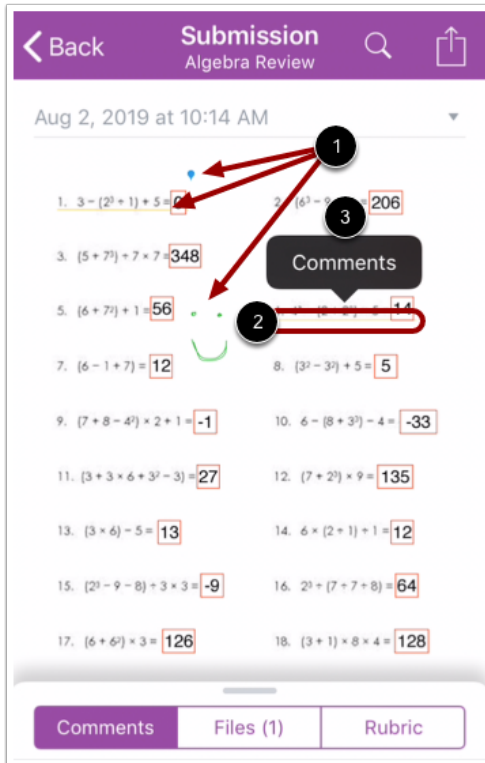 Back
Submission
Algebra Review
Aug 2, 2019 at 10:14 AM
1
1. 3 − (2³ + 1) + 5 =
2. (6³ − 9 206
3
3. (5 + 7³) ÷ 7 × 7 = 348
Comments
5. (6 + 7²) + 1 = 56
2
14
7. (6 − 1 + 7) = 12
8. (3² − 3²) + 5 = 5
9. (7 + 8 − 4²) × 2 + 1 = -1
10. 6 − (8 + 3³) − 4 = -33
11. (3 + 3 × 6 + 3² − 3) = 27
12. (7 + 2³) × 9 = 135
13. (3 × 6) − 5 = 13
14. 6 × (2 ÷ 1) ÷ 1 = 12
15. (2³ − 9 − 8) ÷ 3 × 3 = -9
16. 2³ ÷ (7 ÷ 7 ÷ 8) = 64
17. (6 + 6²) × 3 = 126
18. (3 + 1) × 8 × 4 = 128
Comments
Files (1)
Rubric